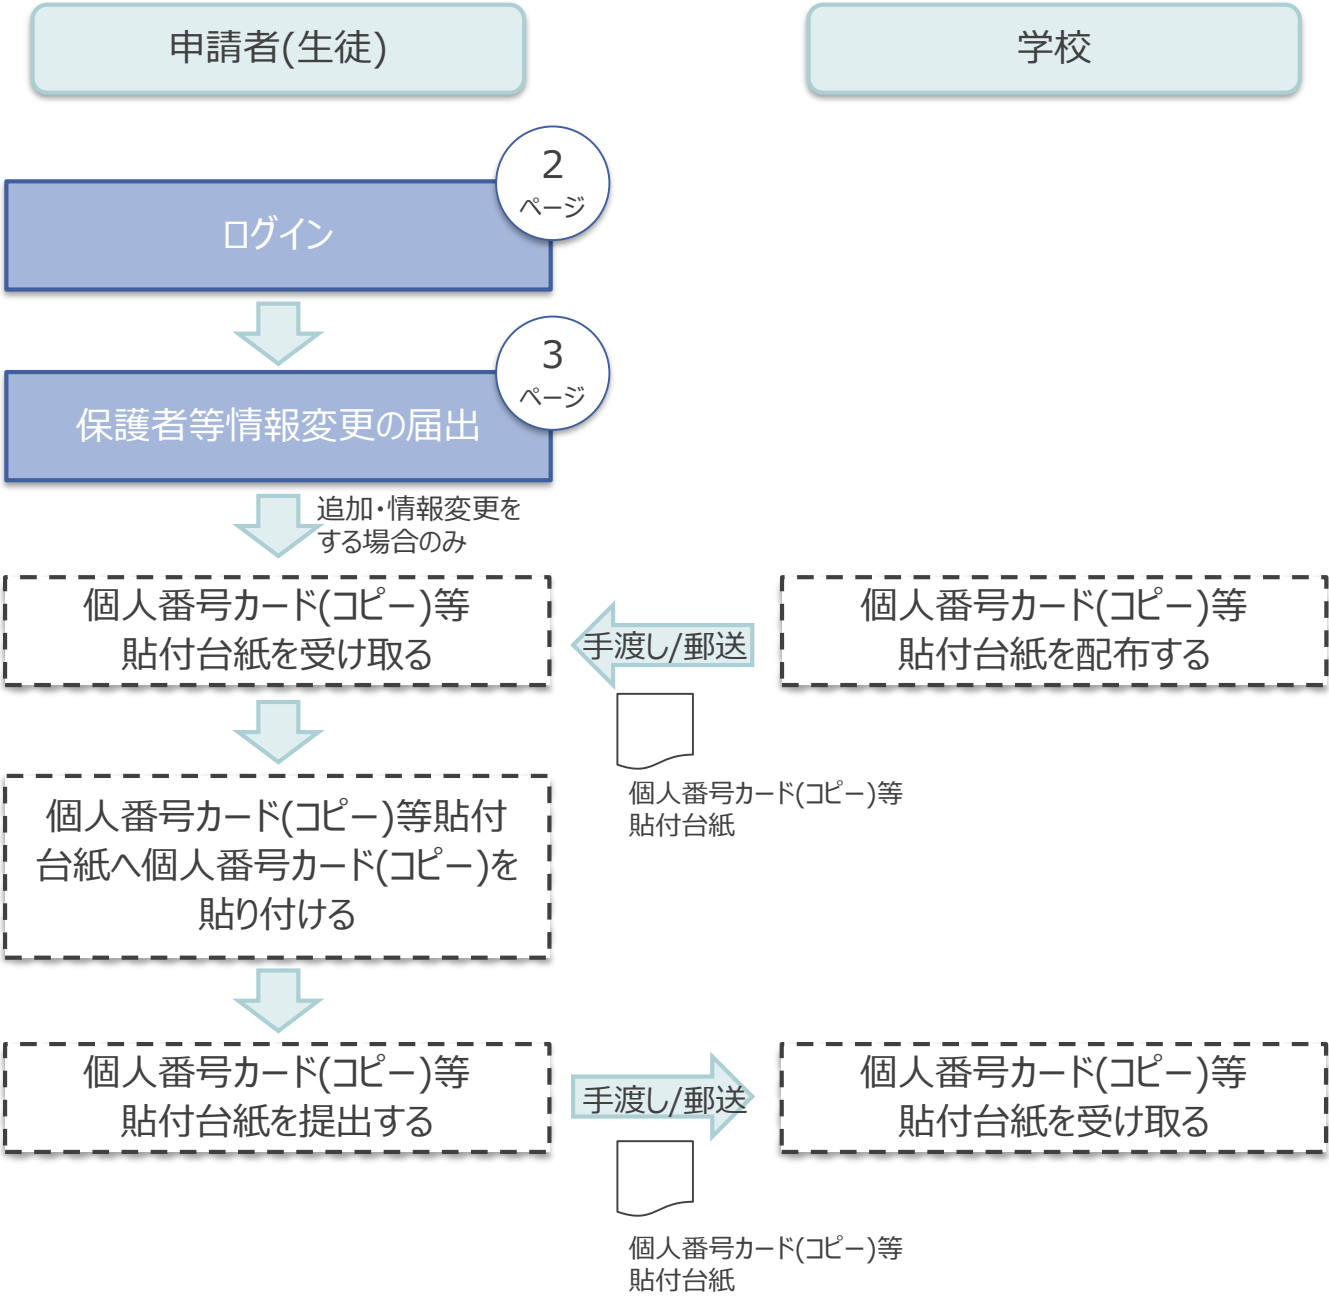 申請者(生徒)
学校
2
ページ
ログイン
3
ページ
保護者等情報変更の届出
追加・情報変更を
する場合のみ
個人番号カード(コピー)等
貼付台紙を受け取る
手渡し/郵送
個人番号カード(コピー)等
貼付台紙を配布する
個人番号カード(コピー)等
貼付台紙
個人番号カード(コピー)等貼付
台紙へ個人番号カード(コピー)を
貼り付ける
個人番号カード(コピー)等
貼付台紙を提出する
手渡し/郵送
個人番号カード(コピー)等
貼付台紙を受け取る
個人番号カード(コピー)等
貼付台紙